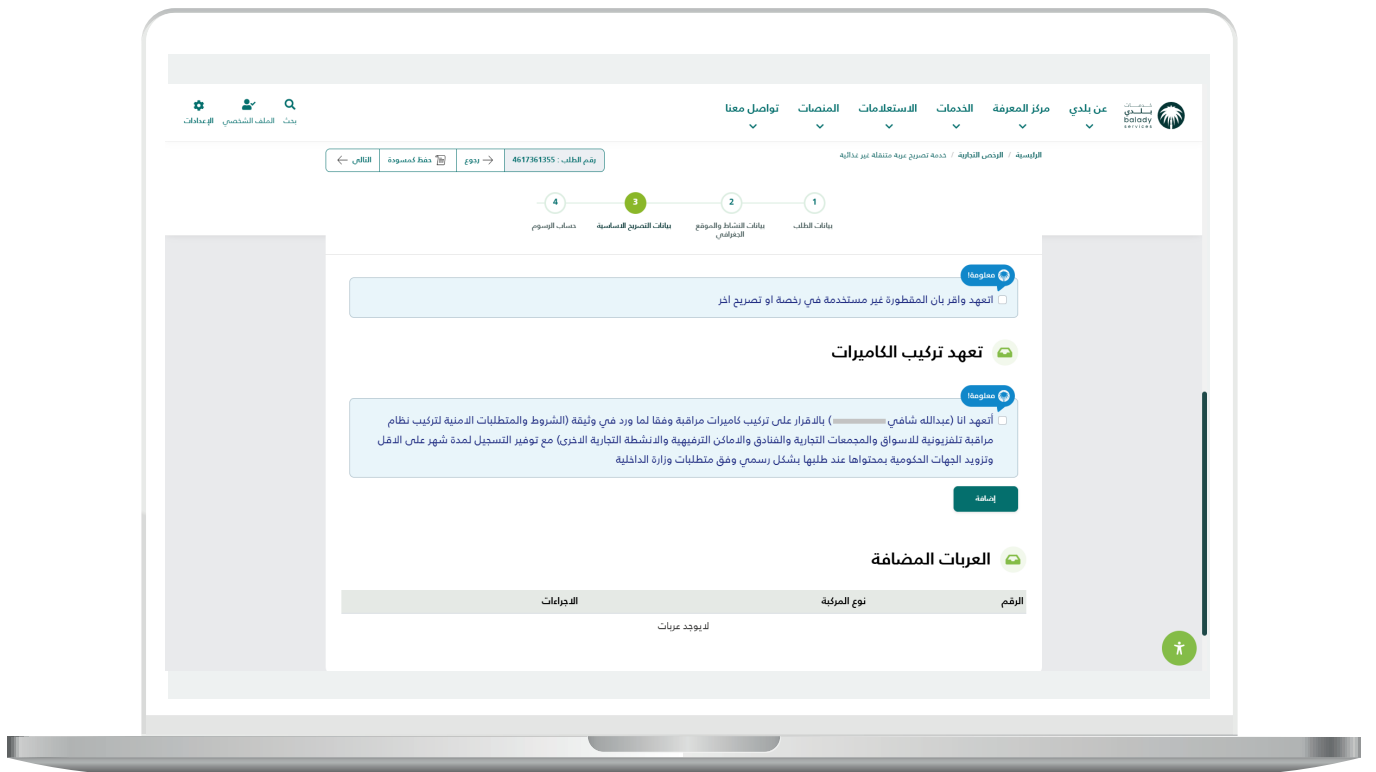 خدمات
بلدي
balady
services
عن بلدي
مركز المعرفة
الخدمات
الاستعلامات
المنصات
تواصل معنا
بحث
الملف الشخصي
الإعدادات
الرئيسية / الرخص التجارية / خدمة تصريح عربة متنقلة غير غذائية
رقم الطلب : 4617361355
رجوع
حفظ كمسودة
التالي
1
2
3
4
بيانات الطلب
بيانات النشاط والموقع
الجغرافي
بيانات التصريح الاساسية
حساب الرسوم
معلومة!
اتعهد واقر بان المقطورة غير مستخدمة في رخصة او تصريح اخر
تعهد تركيب الكاميرات
معلومة!
أتعهد انا (عبدالله شافي ) بالاقرار على تركيب كاميرات مراقبة وفقا لما ورد في وثيقة (الشروط والمتطلبات الامنية لتركيب نظام
مراقبة تلفزيونية للاسواق والمجمعات التجارية والفنادق والاماكن الترفيهية والانشطة التجارية الاخرى) مع توفير التسجيل لمدة شهر على الاقل
وتزويد الجهات الحكومية بمحتواها عند طلبها بشكل رسمي وفق متطلبات وزارة الداخلية
إضافة
العربات المضافة
الرقم
نوع المركبة
الاجراءات
لايوجد عربات